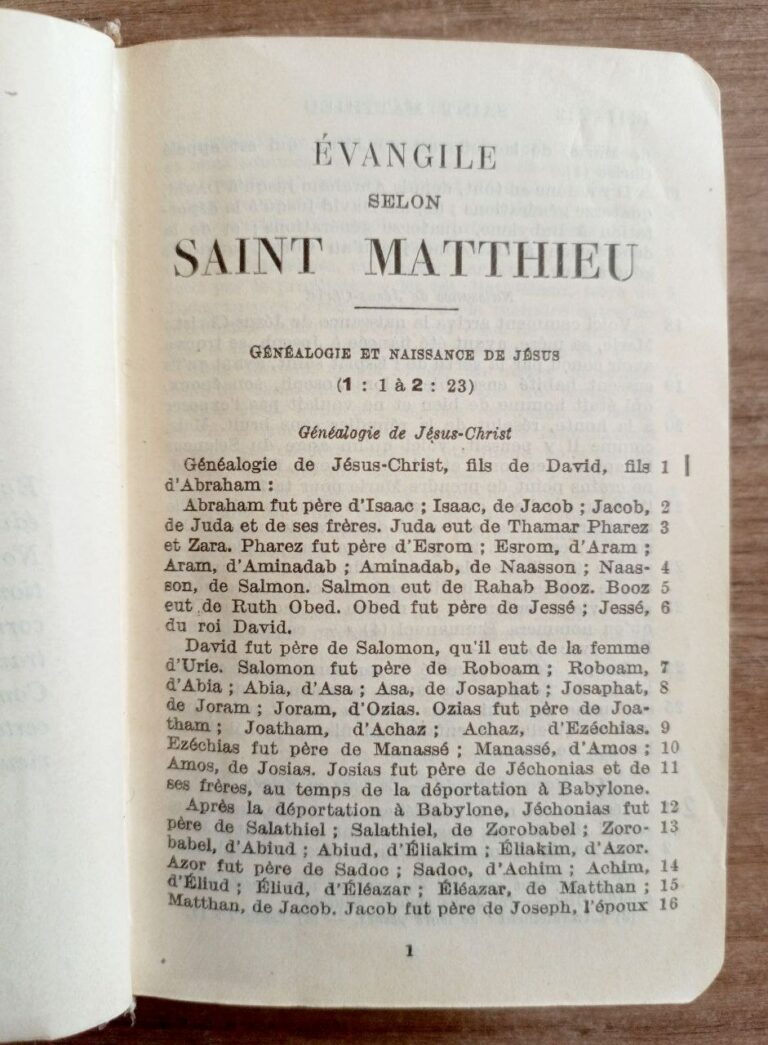 ÉVANGILE
SELON
SAINT MATTHIEU
GÉNÉALOGIE ET NAISSANCE DE JÉSUS
(1 : 1 à 2 : 23)
Généalogie de Jésus-Christ
Généalogie de Jésus-Christ, fils de David, fils 1
d'Abraham :
Abraham fut père d'Isaac ; Isaac, de Jacob ; Jacob, 2
de Juda et de ses frères. Juda eut de Thamar Pharez 3
et Zara. Pharez fut père d'Esrom ; Esrom, d'Aram ;
Aram, d'Aminadab ; Aminadab, de Naasson ; Naas- 4
son, de Salmon. Salmon eut de Rahab Booz. Booz 5
eut de Ruth Obed. Obed fut père de Jessé ; Jessé, 6
du roi David.
David fut père de Salomon, qu'il eut de la femme
d'Urie. Salomon fut père de Roboam ; Roboam, 7
d'Abia ; Abia, d'Asa ; Asa, de Josaphat ; Josaphat, 8
de Joram ; Joram, d'Ozias. Ozias fut père de Joa-
tham ; Joatham, d'Achaz ; Achaz, d'Ezéchias. 9
Ezéchias fut père de Manassé ; Manassé, d'Amos ; 10
Amos, de Josias. Josias fut père de Jéchonias et de 11
ses frères, au temps de la déportation à Babylone.
Après la déportation à Babylone, Jéchonias fut 12
père de Salathiel ; Salathiel, de Zorobabel ; Zoro- 13
babel, d'Abiud ; Abiud, d'Éliakim ; Éliakim, d'Azor.
Azor fut père de Sadoc ; Sadoc, d'Achim ; Achim, 14
d'Éliud ; Éliud, d'Éléazar ; Éléazar, de Matthan ; 15
Matthan, de Jacob. Jacob fut père de Joseph, l'époux 16
1